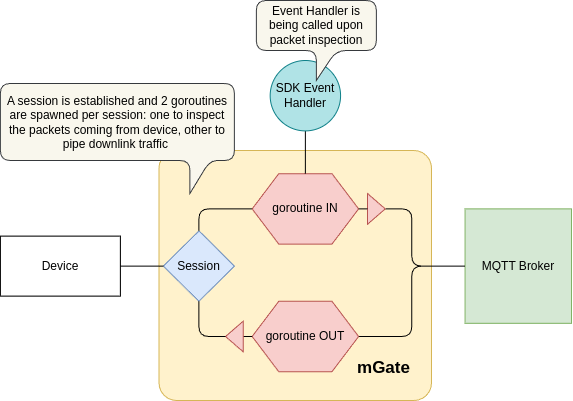 Event Handler is
being called upon
packet inspection
SDK Event
Handler
A session is established and 2 goroutines
are spawned per session: one to inspect
the packets coming from device, other to
pipe downlink traffic
goroutine IN
Device
Session
MQTT Broker
goroutine OUT
mGate